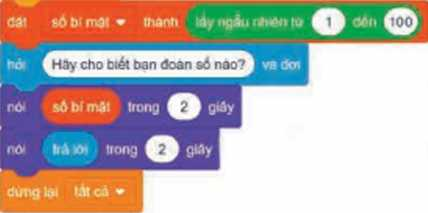 đặt số bí mật thành lấy ngẫu nhiên từ 1 đến 100
hỏi Hãy cho biết bạn đoán số nào? và đợi
nói số bí mật trong 2 giây
nói trả lời trong 2 giây
dừng lại tất cả